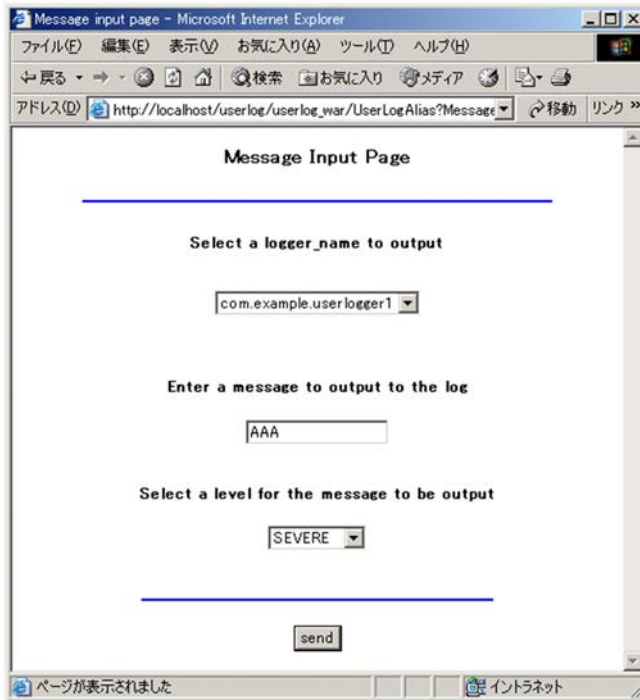 Message input page - Microsoft Internet Explorer
ファイル(F) 編集(E) 表示(V) お気に入り(A) ツール(T) ヘルプ(H)
戻る 検索 お気に入り メディア
アドレス(D) http://localhost/userlog/userlog_war/UserLogAlias?Message 移動 リンク »
Message Input Page
Select a logger_name to output
com.example.userlogger1
Enter a message to output to the log
AAA
Select a level for the message to be output
SEVERE
send
ページが表示されました イントラネット